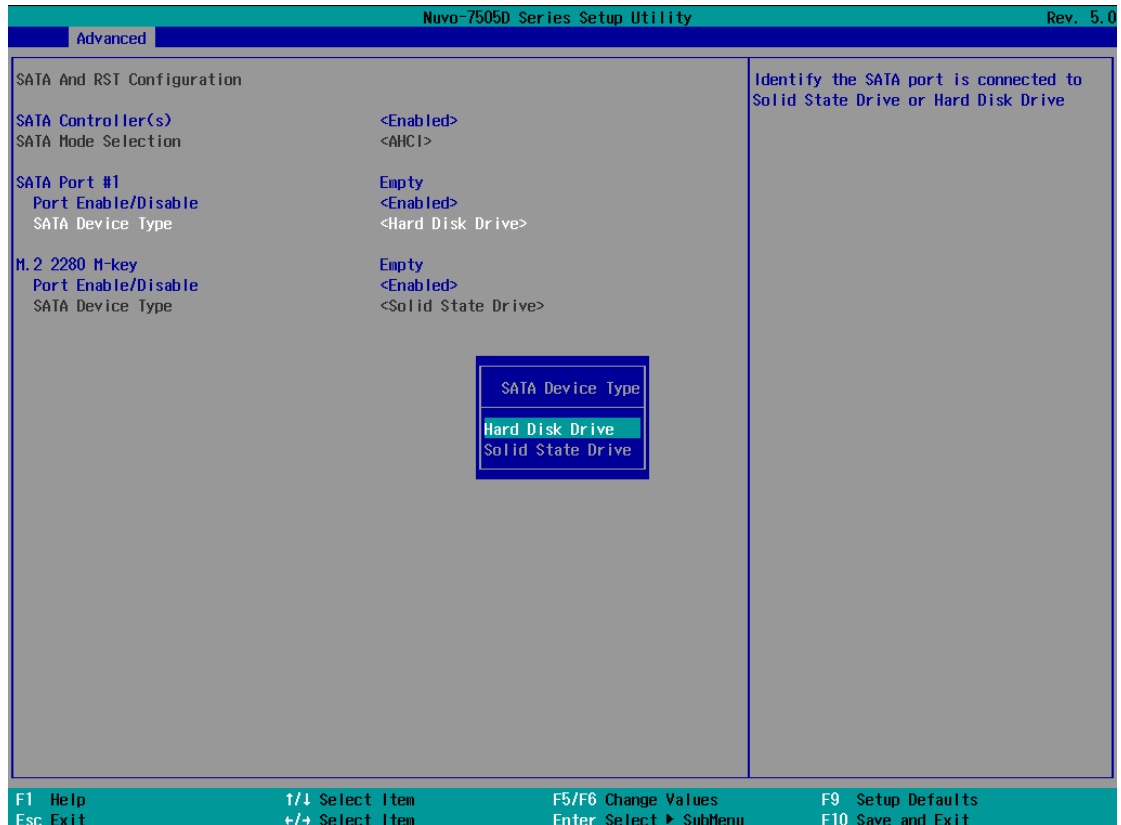 Nuvo-7505D Series Setup Utility Rev. 5.0
Advanced
SATA And RST Configuration
SATA Controller(s) <Enabled>
SATA Mode Selection <AHCI>
SATA Port #1 Empty
Port Enable/Disable <Enabled>
SATA Device Type <Hard Disk Drive>
M.2 2280 M-key Empty
Port Enable/Disable <Enabled>
SATA Device Type <Solid State Drive>
Identify the SATA port is connected to
Solid State Drive or Hard Disk Drive
SATA Device Type
Hard Disk Drive
Solid State Drive
F1 Help ↑/↓ Select Item F5/F6 Change Values F9 Setup Defaults
Esc Exit ←/→ Select Item Enter Select ▶ SubMenu F10 Save and Exit